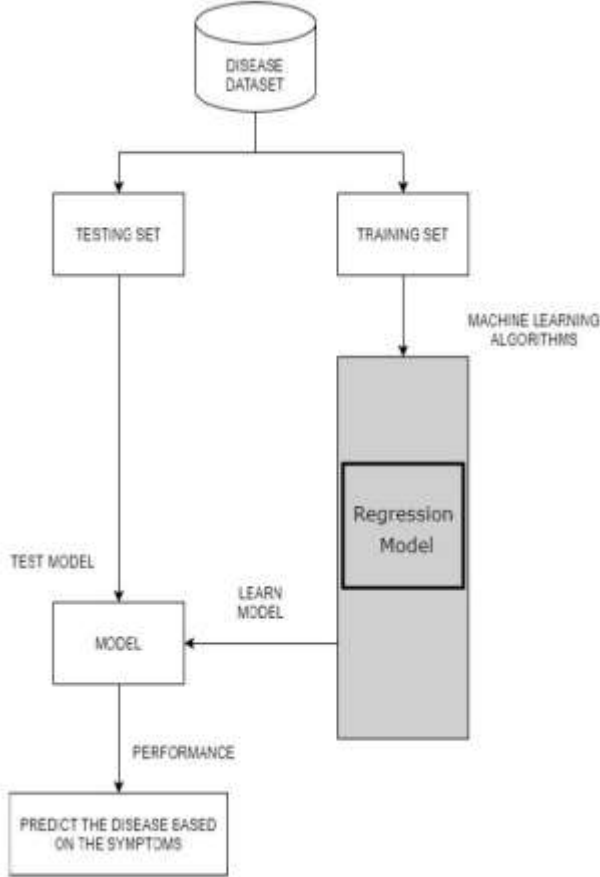 DISEASE
DATASET
TESTING SET
TRAINING SET
MACHINE LEARNING
ALGORITHMS
Regression
Model
TEST MODEL
LEARN
MODEL
MODEL
PERFORMANCE
PREDICT THE DISEASE BASED
ON THE SYMPTOMS